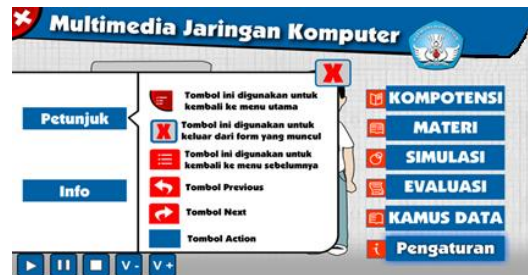 Multimedia Jaringan Komputer
X
Petunjuk
Info
Tombol ini digunakan untuk
kembali ke menu utama
X
Tombol ini digunakan untuk
keluar dari form yang muncul
Tombol ini digunakan untuk
kembali ke menu sebelumnya
Tombol Previous
Tombol Next
Tombol Action
KOMPOTENSI
MATERI
SIMULASI
EVALUASI
KAMUS DATA
i Pengaturan
V- V+